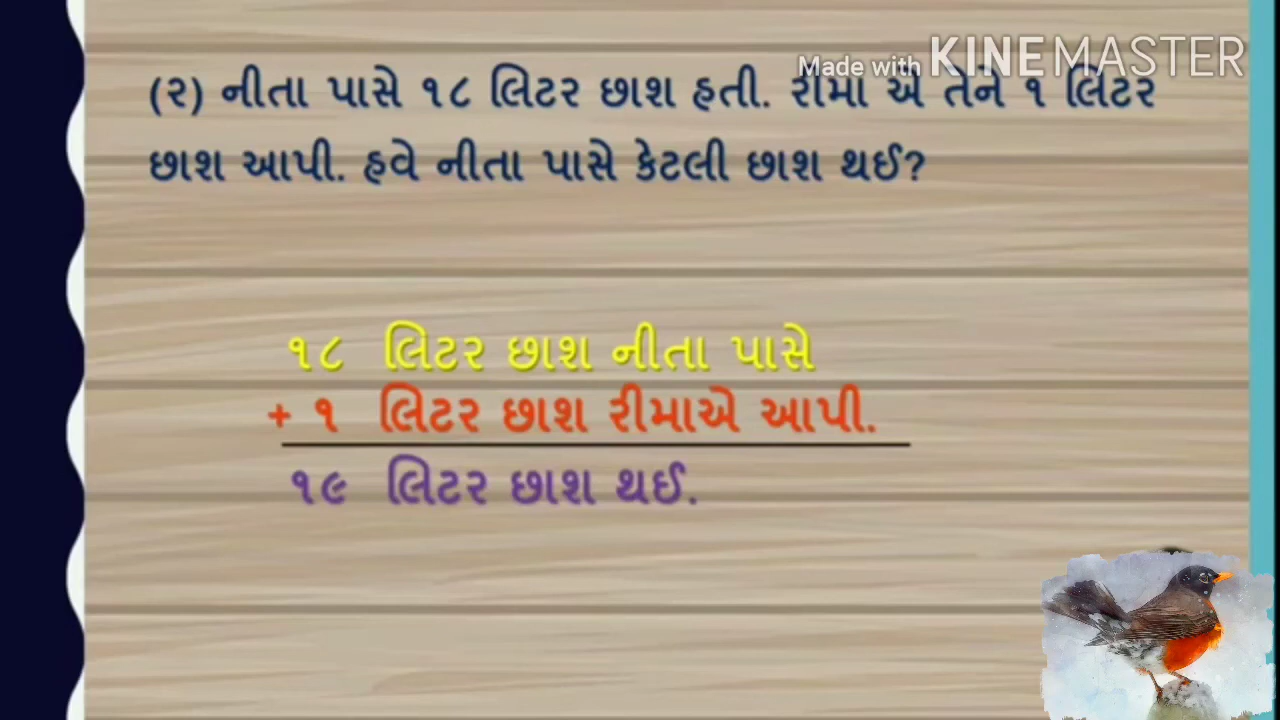 Made with KINEMASTER
(૨) નીતા પાસે ૧૮ લિટર છાશ હતી. રીમા એ તેને ૧ લિટર
છાશ આપી. હવે નીતા પાસે કેટલી છાશ થઈ?
૧૮ લિટર છાશ નીતા પાસે
+ ૧ લિટર છાશ રીમાએ આપી.
૧૯ લિટર છાશ થઈ.